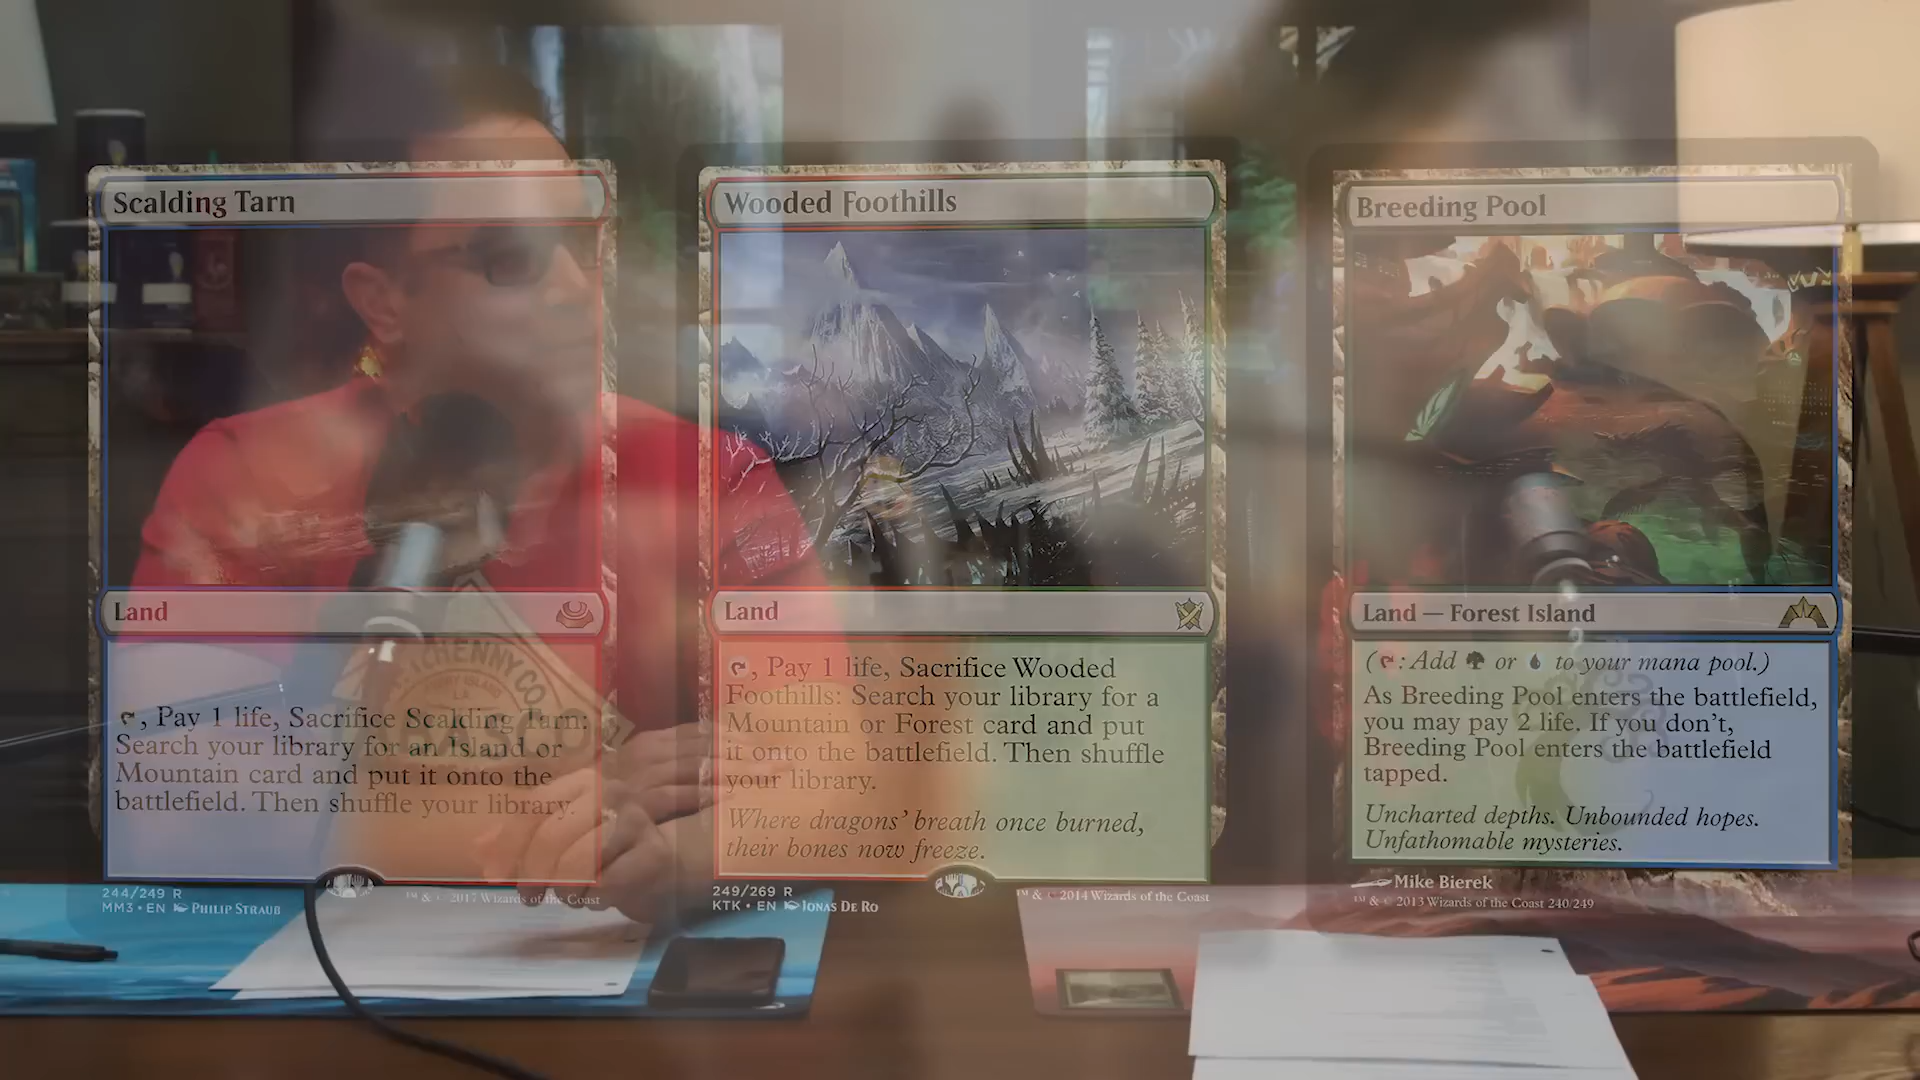 Scalding Tarn
Land
, Pay 1 life, Sacrifice Scalding Tarn:
Search your library for an Island or
Mountain card and put it onto the
battlefield. Then shuffle your library.
244/249 R
MM3 • EN Philip Straub
™ & © 2017 Wizards of the Coast
Wooded Foothills
Land
, Pay 1 life, Sacrifice Wooded
Foothills: Search your library for a
Mountain or Forest card and put
it onto the battlefield. Then shuffle
your library.
Where dragons’ breath once burned,
their bones now freeze.
249/269 R
KTK • EN Jonas De Ro
™ & © 2014 Wizards of the Coast
Breeding Pool
Land — Forest Island
( : Add or to your mana pool.)
As Breeding Pool enters the battlefield,
you may pay 2 life. If you don’t,
Breeding Pool enters the battlefield
tapped.
Uncharted depths. Unbounded hopes.
Unfathomable mysteries.
Mike Bierek
™ & © 2013 Wizards of the Coast 240/249